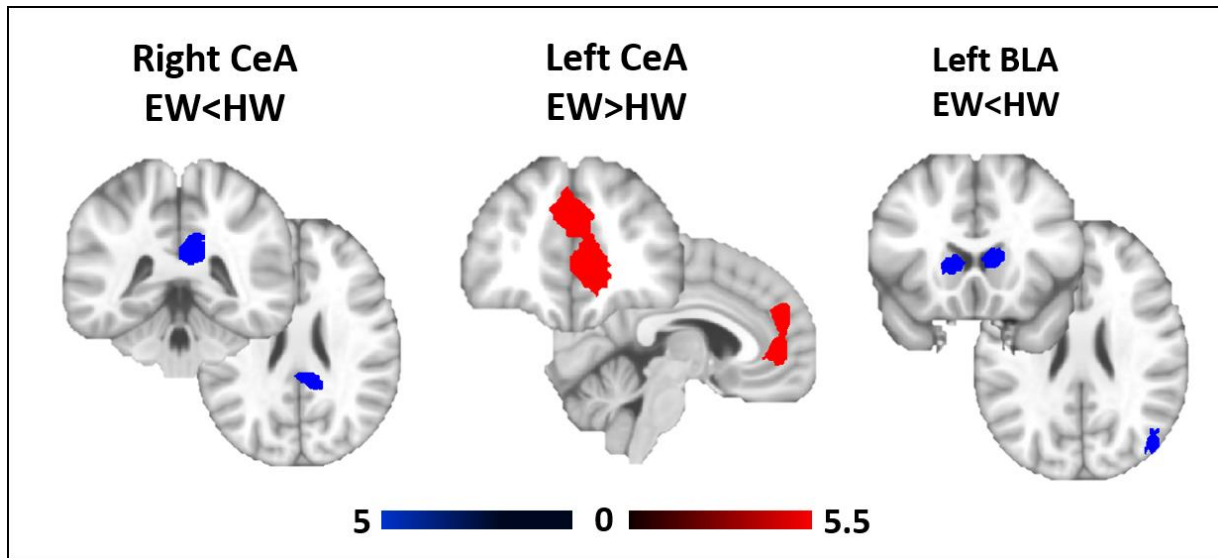 Right CeA
EW<HW
Left CeA
EW>HW
Left BLA
EW<HW
5 0 5.5